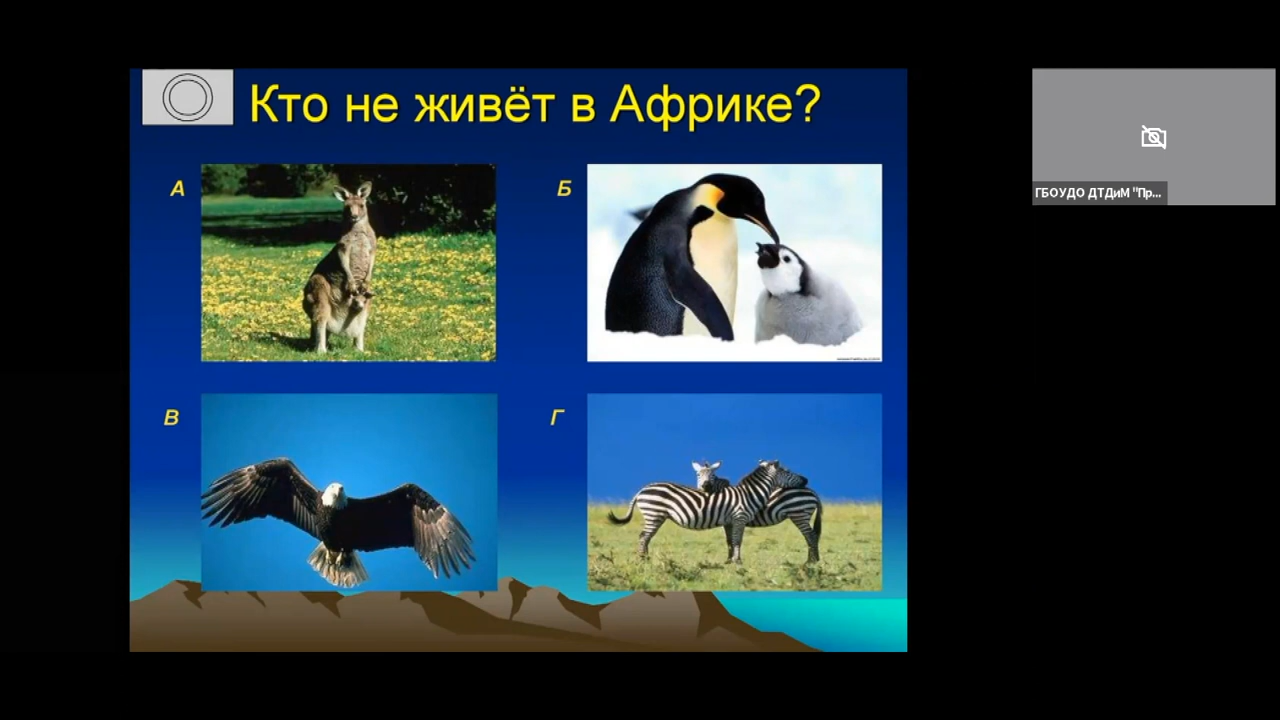 Кто не живёт в Африке?
А
Б
В
Г
ГБОУДО ДТДиМ "Пр...